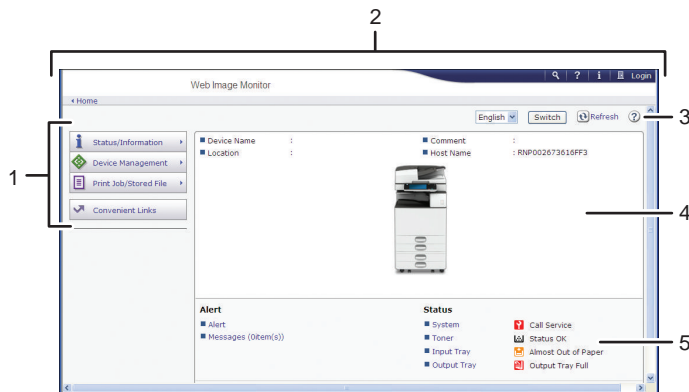 2
Login
Web Image Monitor
Home
English Switch Refresh
3
1
Status/Information
Device Management
Print Job/Stored File
Convenient Links
Device Name :
Comment :
Location :
Host Name : RNP002673616FF3
4
Alert
Status
Alert
System Call Service
Messages (0item(s))
Toner Status OK
Input Tray Almost Out of Paper
5
Output Tray Output Tray Full